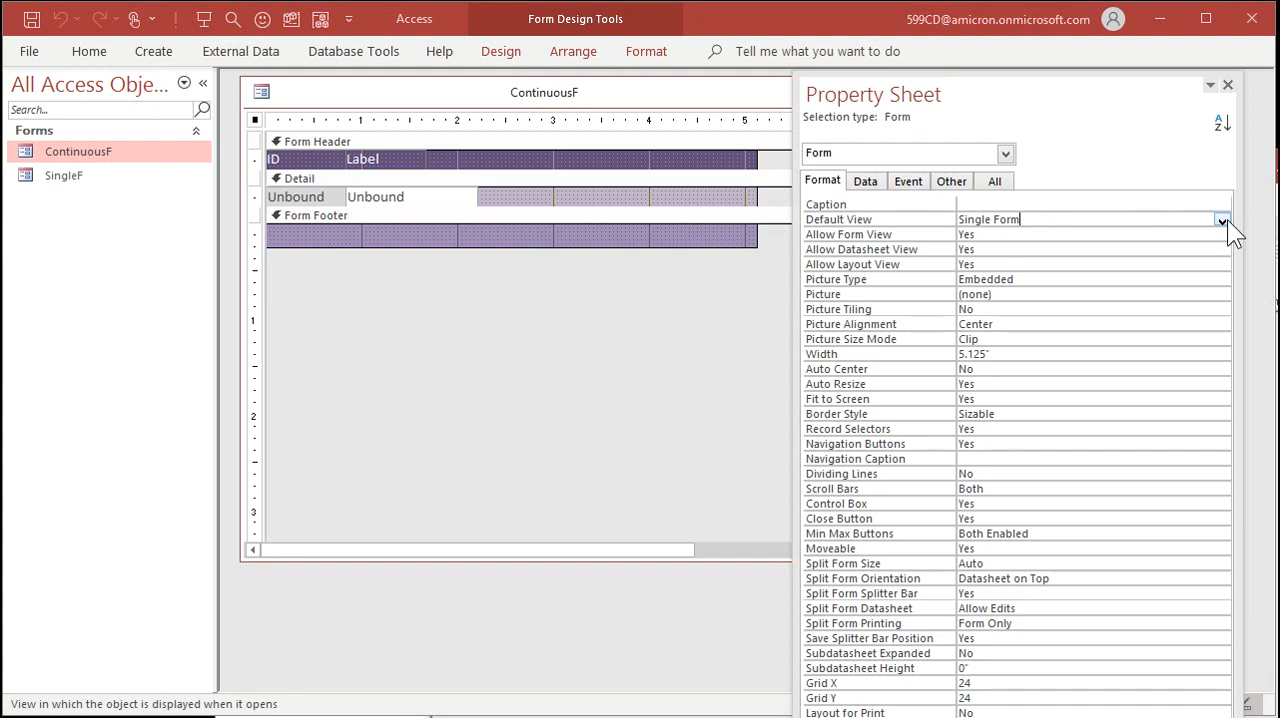 Access
Form Design Tools
599CD@amicron.onmicrosoft.com
File Home Create External Data Database Tools Help Design Arrange Format Tell me what you want to do
All Access Obje...
Search...
Forms
ContinuousF
SingleF
ContinuousF
1 2 3 4 5
Form Header
ID Label
Detail
Unbound Unbound
Form Footer
1
2
3
Property Sheet
Selection type: Form
A
Z
Form
Format Data Event Other All
Caption
Default View Single Form
Allow Form View Yes
Allow Datasheet View Yes
Allow Layout View Yes
Picture Type Embedded
Picture (none)
Picture Tiling No
Picture Alignment Center
Picture Size Mode Clip
Width 5.125"
Auto Center No
Auto Resize Yes
Fit to Screen Yes
Border Style Sizable
Record Selectors Yes
Navigation Buttons Yes
Navigation Caption
Dividing Lines No
Scroll Bars Both
Control Box Yes
Close Button Yes
Min Max Buttons Both Enabled
Moveable Yes
Split Form Size Auto
Split Form Orientation Datasheet on Top
Split Form Splitter Bar Yes
Split Form Datasheet Allow Edits
Split Form Printing Form Only
Save Splitter Bar Position Yes
Subdatasheet Expanded No
Subdatasheet Height 0"
Grid X 24
Grid Y 24
Layout for Print No
View in which the object is displayed when it opens